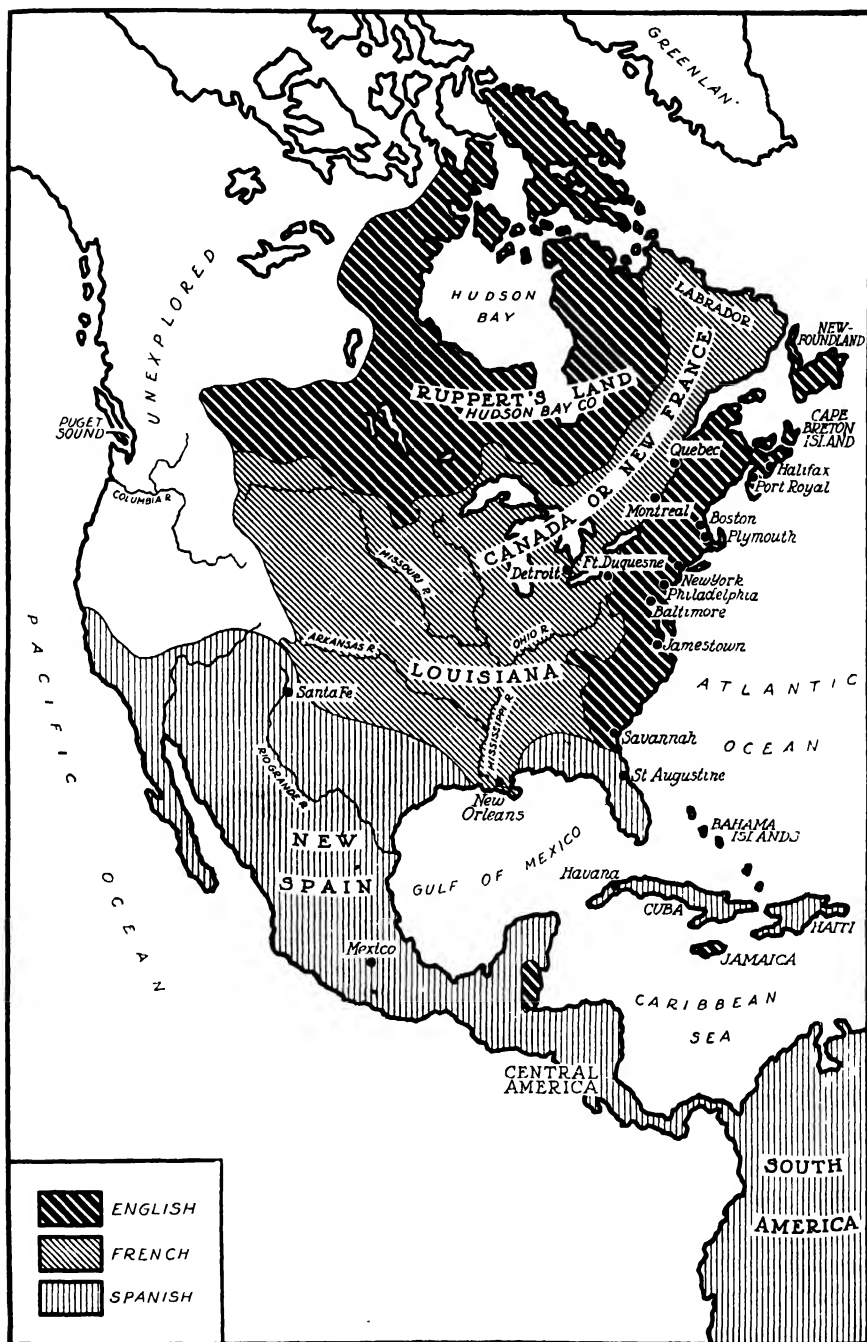 GREENLAN'
UNEXPLORED
HUDSON
BAY
LABRADOR
NEW-
FOUNDLAND
RUPPERT'S LAND
HUDSON BAY CO
CAPE
BRETON
ISLAND
PUGET
SOUND
COLUMBIA R.
CANADA OR NEW FRANCE
Quebec
Halifax
Port Royal
Montreal
Boston
Plymouth
Detroit
Ft. Duquesne
New York
Philadelphia
Baltimore
MISSOURI R.
OHIO R.
Jamestown
ARKANSAS R.
LOUISIANA
Santa Fe
MISSISSIPPI R.
PACIFIC
OCEAN
ATLANTIC
OCEAN
Savannah
St Augustine
RIO GRANDE R.
New
Orleans
NEW
SPAIN
GULF OF MEXICO
BAHAMA
ISLANDS
Havana
CUBA
HAITI
JAMAICA
Mexico
CARIBBEAN
SEA
CENTRAL
AMERICA
SOUTH
AMERICA
ENGLISH
FRENCH
SPANISH